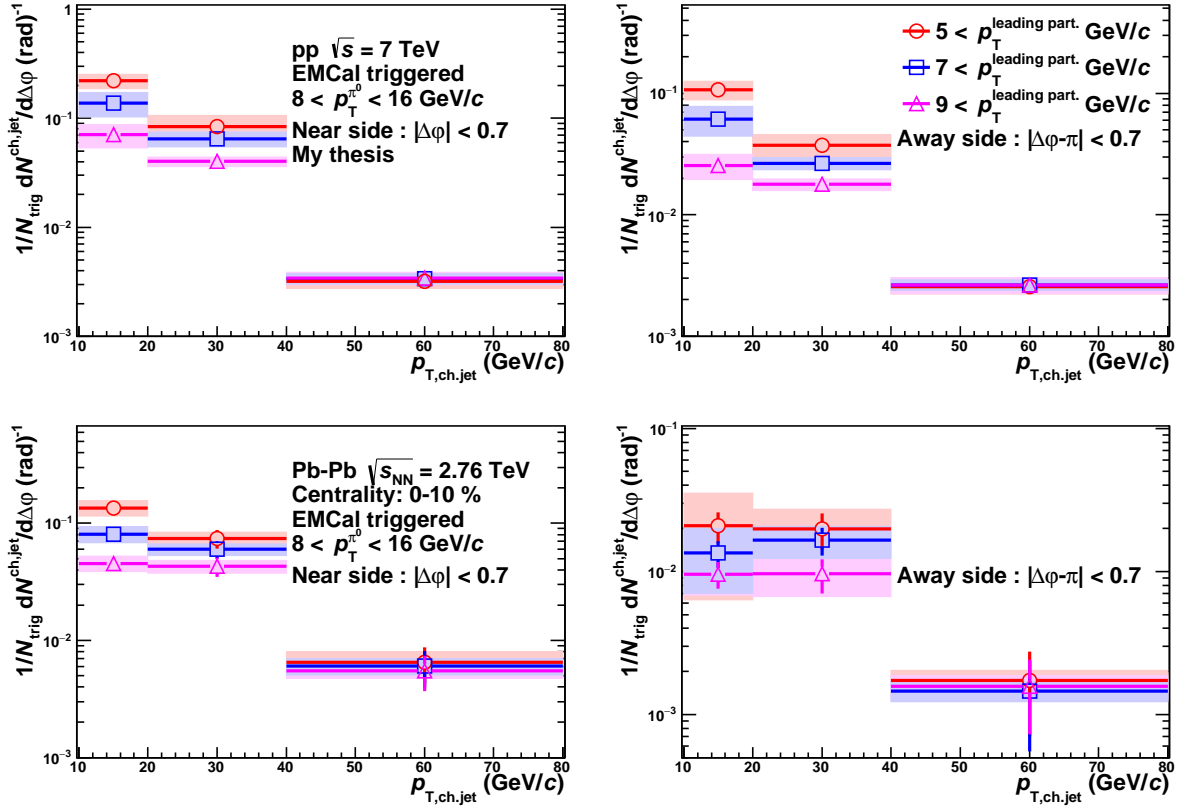 1/N_trig dN^ch,jet/dΔφ (rad)^-1
1
10^−1
10^−2
10^−3
pp √s = 7 TeV
EMCal triggered
8 < p_T^π^0 < 16 GeV/c
Near side : |Δφ| < 0.7
My thesis
10 20 30 40 50 60 70 80
p_T,ch.jet (GeV/c)
1/N_trig dN^ch,jet/dΔφ (rad)^-1
10^−1
10^−2
10^−3
5 < p_T^leading part. GeV/c
7 < p_T^leading part. GeV/c
9 < p_T^leading part. GeV/c
Away side : |Δφ-π| < 0.7
10 20 30 40 50 60 70 80
p_T,ch.jet (GeV/c)
1/N_trig dN^ch,jet/dΔφ (rad)^-1
10^−1
10^−2
10^−3
Pb-Pb √s_NN = 2.76 TeV
Centrality: 0-10 %
EMCal triggered
8 < p_T^π^0 < 16 GeV/c
Near side : |Δφ| < 0.7
10 20 30 40 50 60 70 80
p_T,ch.jet (GeV/c)
1/N_trig dN^ch,jet/dΔφ (rad)^-1
10^−1
10^−2
10^−3
Away side : |Δφ-π| < 0.7
10 20 30 40 50 60 70 80
p_T,ch.jet (GeV/c)